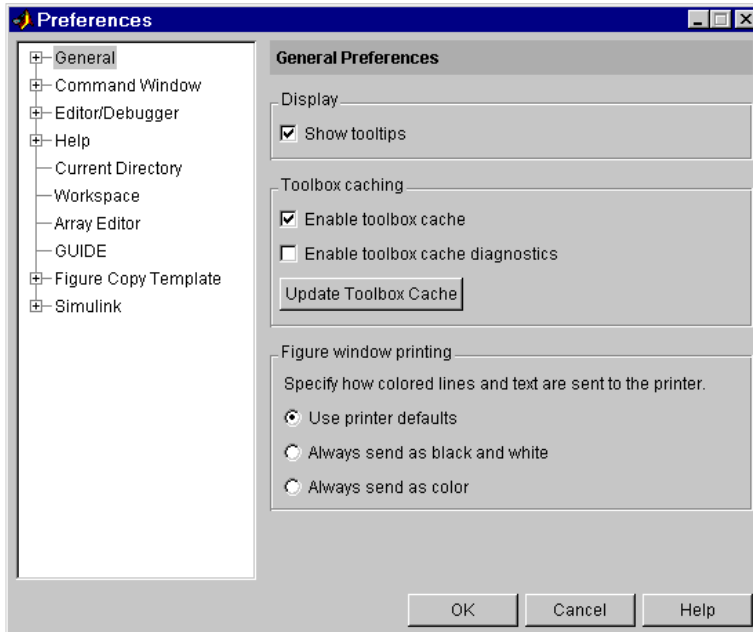 Preferences
General
Command Window
Editor/Debugger
Help
Current Directory
Workspace
Array Editor
GUIDE
Figure Copy Template
Simulink
General Preferences
Display
Show tooltips
Toolbox caching
Enable toolbox cache
Enable toolbox cache diagnostics
Update Toolbox Cache
Figure window printing
Specify how colored lines and text are sent to the printer.
Use printer defaults
Always send as black and white
Always send as color
OK
Cancel
Help